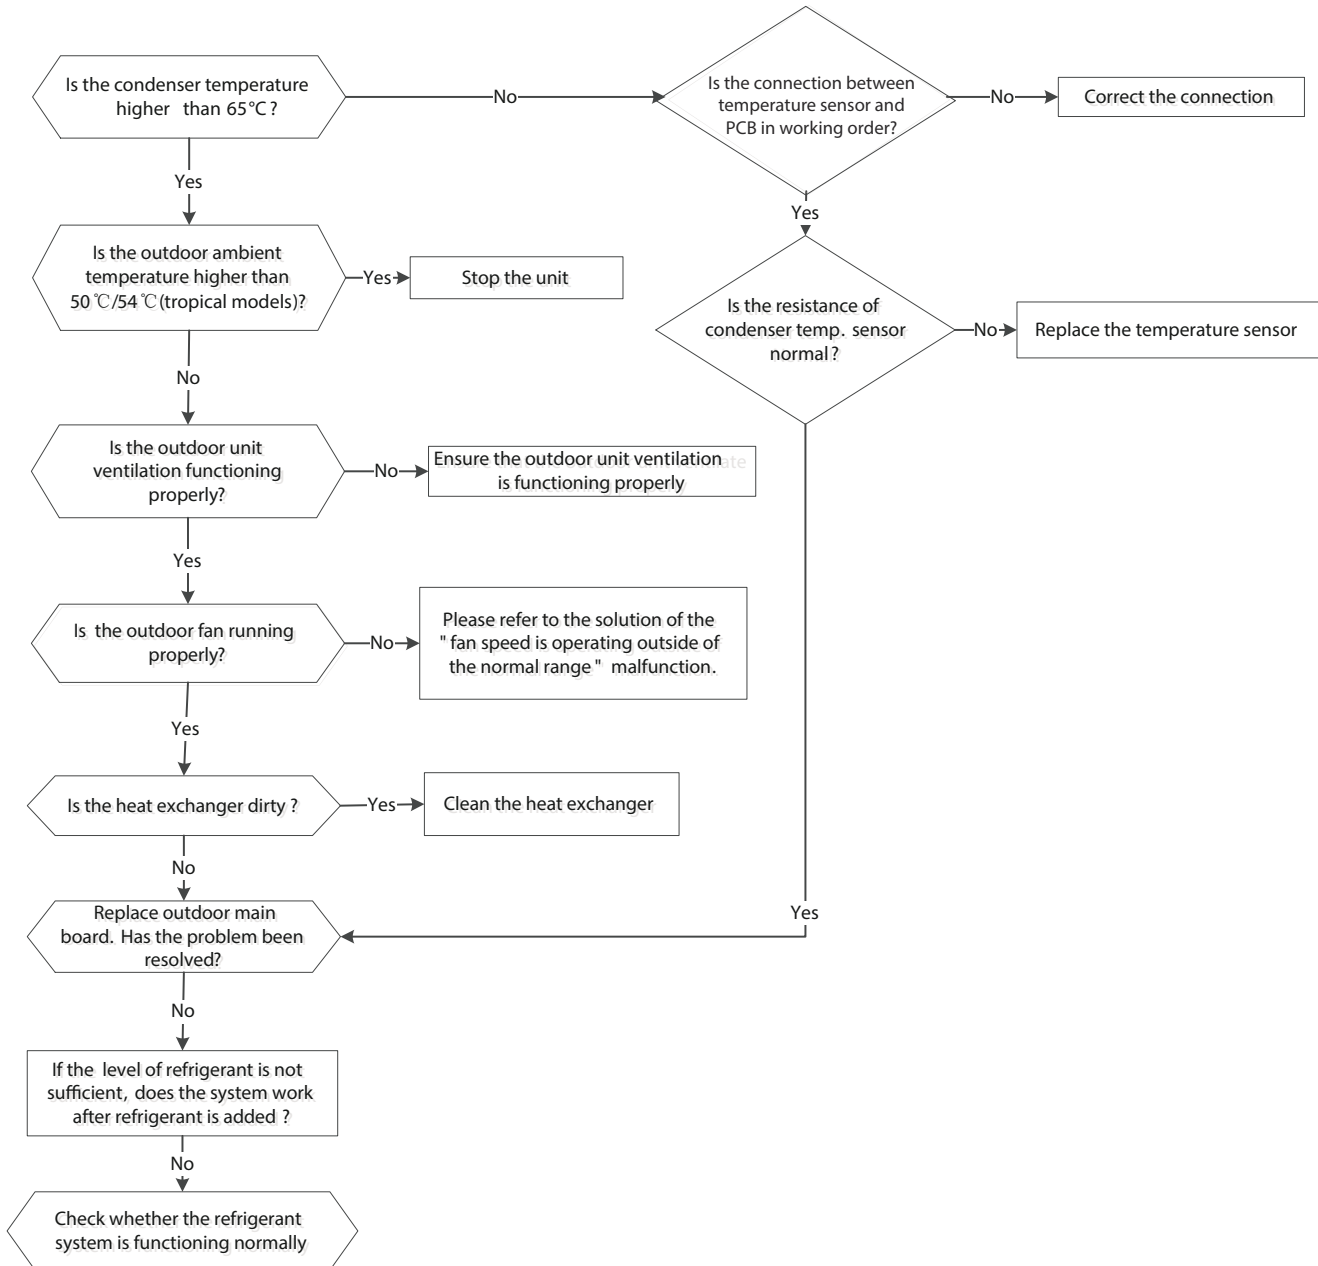 Is the condenser temperature
higher than 65°C?
No
Is the connection between
temperature sensor and
PCB in working order?
No
Correct the connection
Yes
Yes
Is the outdoor ambient
temperature higher than
50℃/54℃(tropical models)?
Yes
Stop the unit
Is the resistance of
condenser temp. sensor
normal?
No
Replace the temperature sensor
No
Is the outdoor unit
ventilation functioning
properly?
No
Ensure the outdoor unit ventilation
is functioning properly
Yes
Is the outdoor fan running
properly?
No
Please refer to the solution of the
"fan speed is operating outside of
the normal range" malfunction.
Yes
Is the heat exchanger dirty?
Yes
Clean the heat exchanger
No
Yes
Replace outdoor main
board. Has the problem been
resolved?
No
If the level of refrigerant is not
sufficient, does the system work
after refrigerant is added?
No
Check whether the refrigerant
system is functioning normally